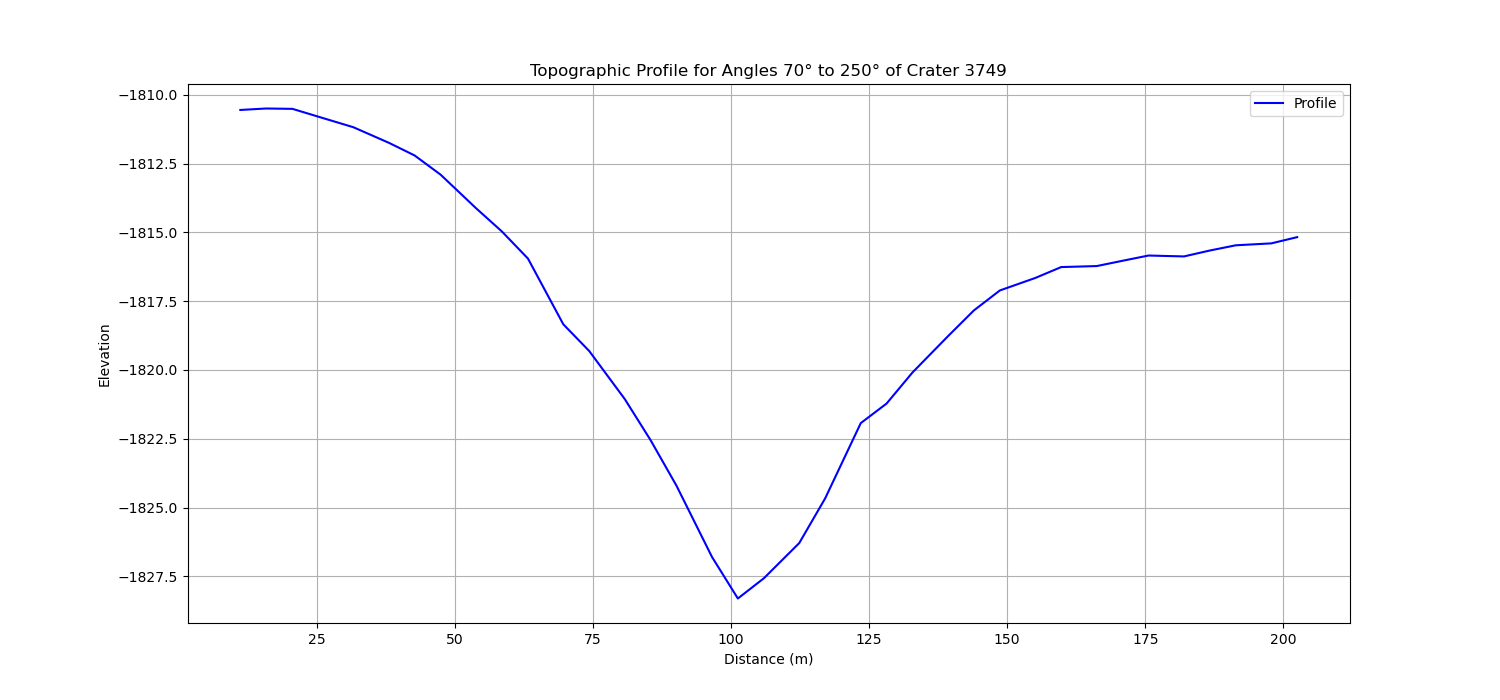 Topographic Profile for Angles 70° to 250° of Crater 3749
Profile
Elevation
−1810.0
−1812.5
−1815.0
−1817.5
−1820.0
−1822.5
−1825.0
−1827.5
25 50 75 100 125 150 175 200
Distance (m)